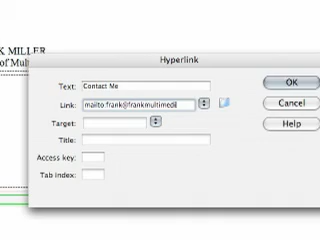 K MILLER
of Mul
Hyperlink
Text: Contact Me
Link: mailto:frank@frankmultimedi
Target:
Title:
Access key:
Tab index:
OK
Cancel
Help